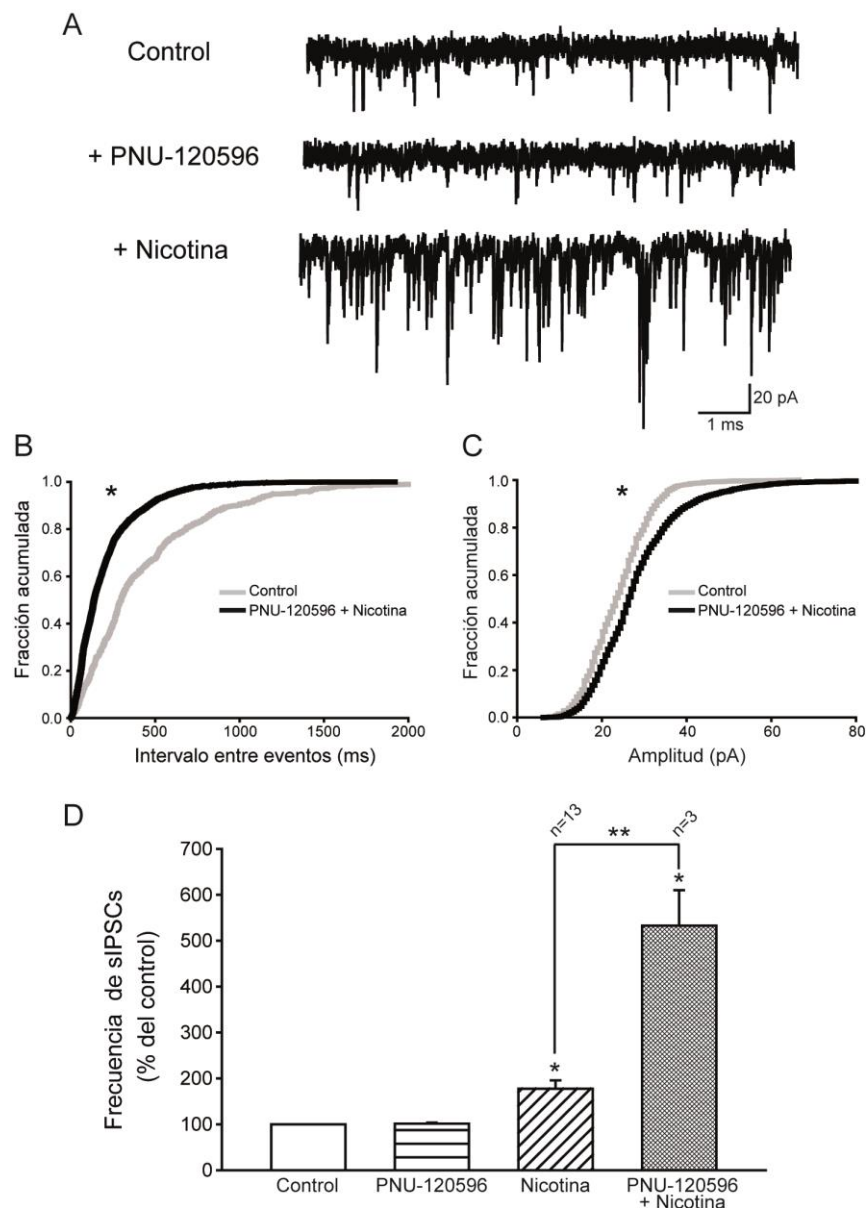 A
Control
+ PNU-120596
+ Nicotina
20 pA
1 ms
B
Fracción acumulada
1.0
0.8
0.6
0.4
0.2
0.0
*
Control
PNU-120596 + Nicotina
0
500
1000
1500
2000
Intervalo entre eventos (ms)
C
Fracción acumulada
1.0
0.8
0.6
0.4
0.2
0.0
*
Control
PNU-120596 + Nicotina
0
20
40
60
80
Amplitud (pA)
D
Frecuencia de sIPSCs
(% del control)
700
600
500
400
300
200
100
0
n=13
**
n=3
*
*
Control
PNU-120596
Nicotina
PNU-120596
+ Nicotina